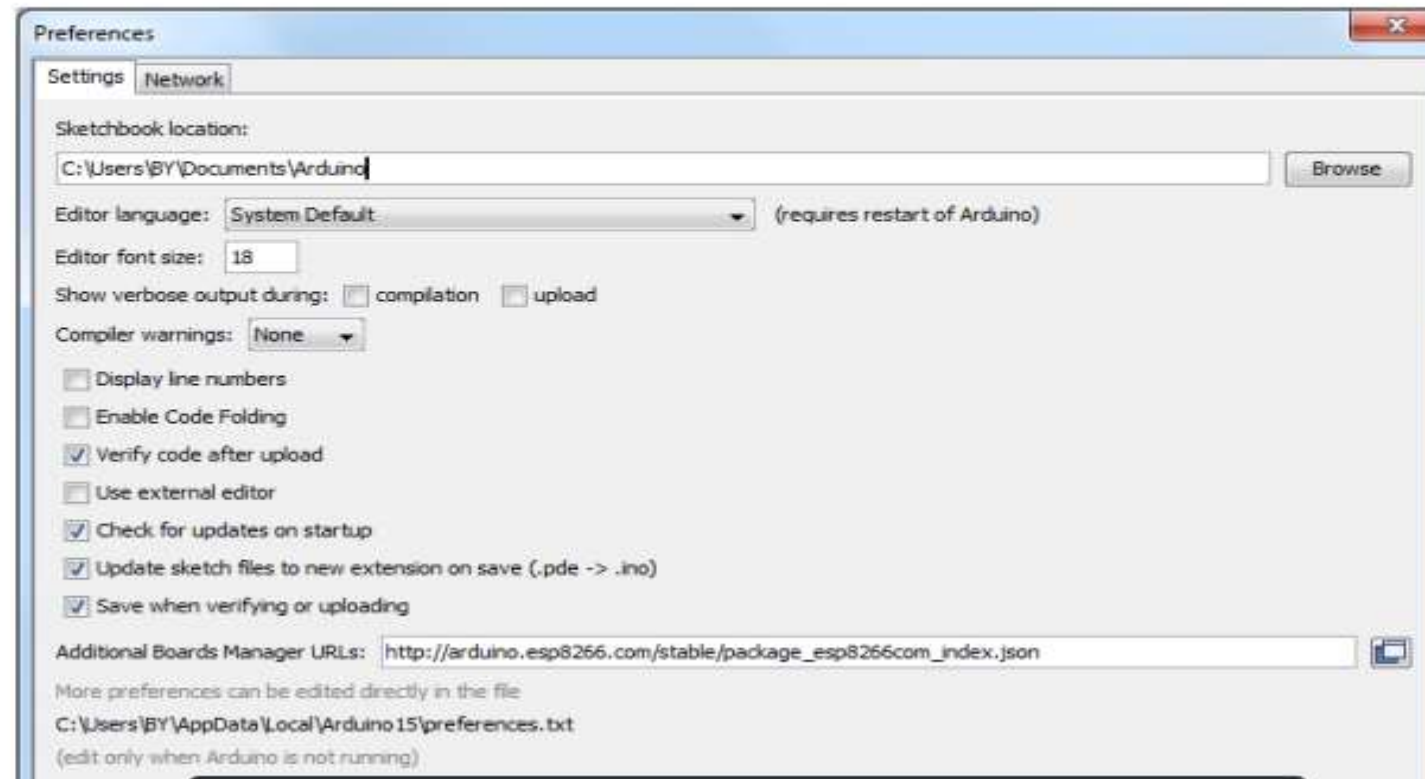 Preferences
Settings Network
Sketchbook location:
C:\Users\BY\Documents\Arduino Browse
Editor language: System Default (requires restart of Arduino)
Editor font size: 18
Show verbose output during: compilation upload
Compiler warnings: None
Display line numbers
Enable Code Folding
Verify code after upload
Use external editor
Check for updates on startup
Update sketch files to new extension on save (.pde -> .ino)
Save when verifying or uploading
Additional Boards Manager URLs: http://arduino.esp8266.com/stable/package_esp8266com_index.json
More preferences can be edited directly in the file
C:\Users\BY\AppData\Local\Arduino15\preferences.txt
(edit only when Arduino is not running)